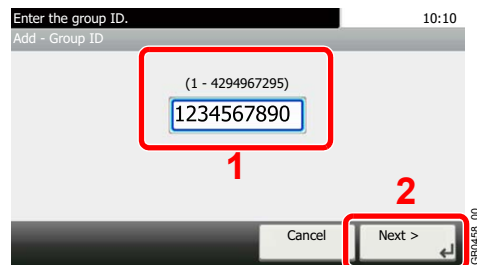 Enter the group ID.
10:10
Add - Group ID
(1 - 4294967295)
1234567890
1
2
Cancel
Next >
GB0458_00